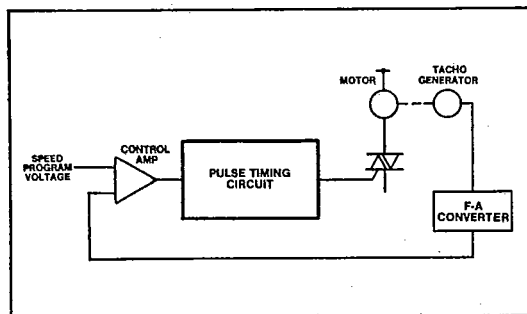 TACHO
GENERATOR
MOTOR
CONTROL
AMP
SPEED
PROGRAM
VOLTAGE
PULSE TIMING
CIRCUIT
F-A
CONVERTER